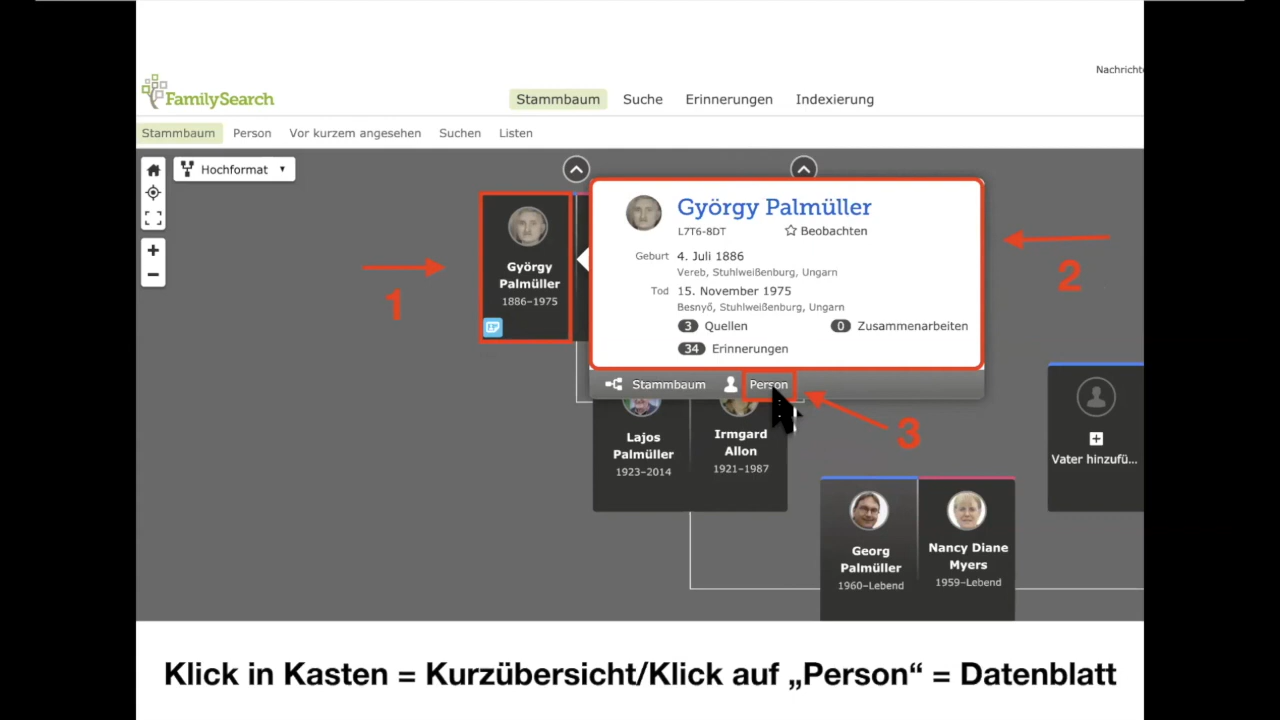 Nachrichte
FamilySearch
Stammbaum Suche Erinnerungen Indexierung
Stammbaum Person Vor kurzem angesehen Suchen Listen
Hochformat
György
Palmüller
1886–1975
György Palmüller
L7T6-8DT Beobachten
Geburt 4. Juli 1886
Vereb, Stuhlweißenburg, Ungarn
Tod 15. November 1975
Besnyő, Stuhlweißenburg, Ungarn
3 Quellen 0 Zusammenarbeiten
34 Erinnerungen
Stammbaum Person
1
2
3
Lajos
Palmüller
1923–2014
Irmgard
Allon
1921–1987
Vater hinzufü...
Georg
Palmüller
1960–Lebend
Nancy Diane
Myers
1959–Lebend
Klick in Kasten = Kurzübersicht/Klick auf „Person“ = Datenblatt